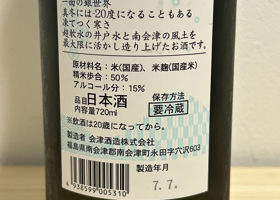 一面の銀世界
真冬には-20度になることもある
凍てつく寒さ
超軟水の井戸水と南会津の風土を
最大限に活かし造り上げたお酒です。
原材料名：米(国産)、米麹(国産米)
精米歩合：50%
アルコール分：15%
品目 日本酒
内容量720ml
保存方法
要冷蔵
※飲酒は20歳になってから。
製造者 会津酒造株式会社
福島県南会津郡南会津町永田字穴沢603
製造年月
7.7.
4938599005310